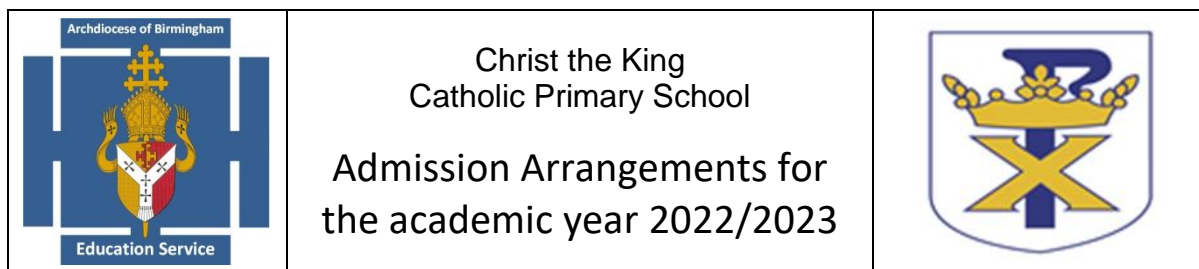 Archdiocese of Birmingham
Education Service
Christ the King
Catholic Primary School
Admission Arrangements for
the academic year 2022/2023